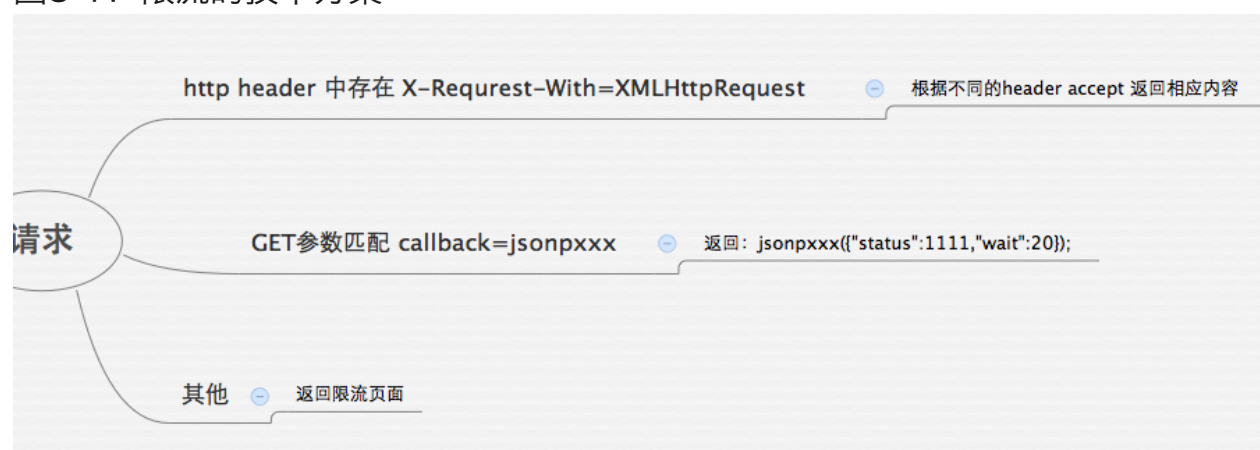 http header 中存在 X-Requrest-With=XMLHttpRequest
根据不同的header accept 返回相应内容
请求
GET参数匹配 callback=jsonpxxx
返回：jsonpxxx({"status":1111,"wait":20});
其他
返回限流页面